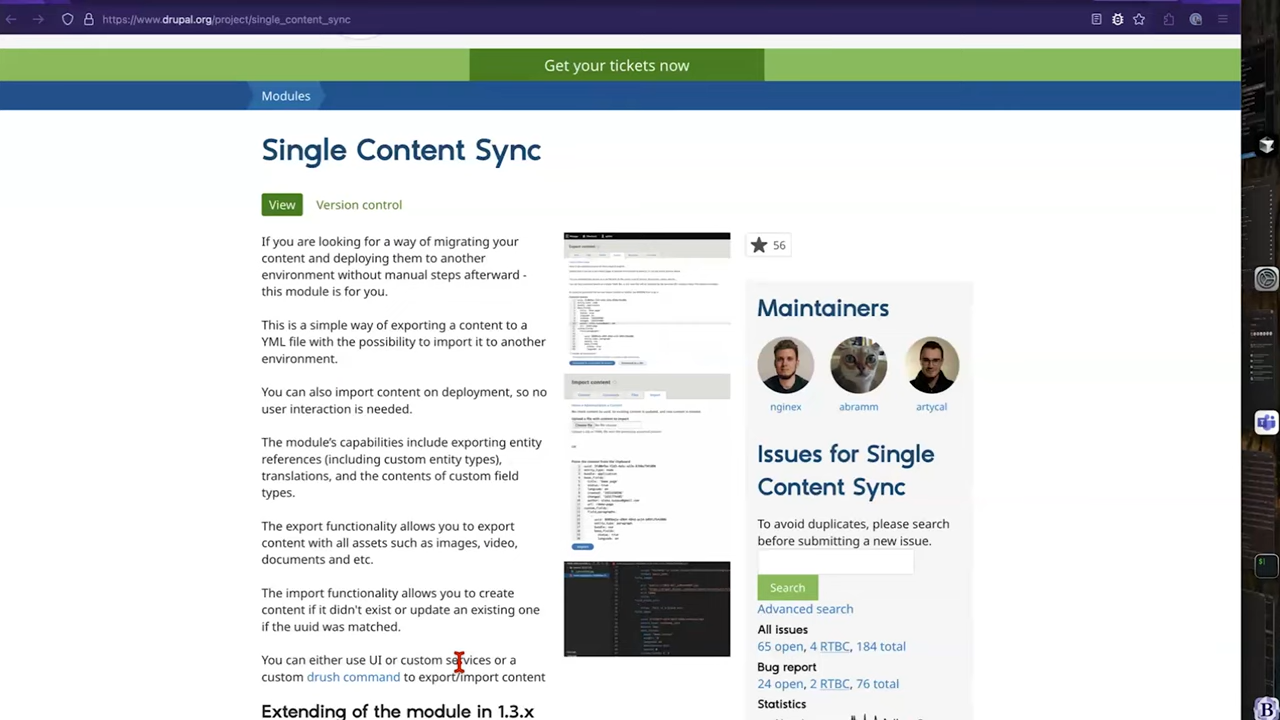 https://www.drupal.org/project/single_content_sync
Get your tickets now
Modules
Single Content Sync
View
Version control
If you are looking for a way of migrating your
content and deploying them to another
environment without manual steps afterward -
this module is for you.
This is a simple way of exporting a content to a
YML file with the possibility to import it to another
environment.
You can also import content on deployment, so no
user interaction is needed.
The module's capabilities include exporting entity
references (including custom entity types),
translations and the contents of custom field
types.
The export functionality allows you to export
content with all assets such as images, video,
documents, etc.
The import functionality allows you to create
content if it didn't exist or update an existing one
if the uuid was matched.
You can either use UI or custom services or a
custom drush command to export/import content
Extending of the module in 1.3.x
Export content
Import content
56
Maintainers
nginex
abramm
artycal
Issues for Single
Content Sync
To avoid duplicates, please search
before submitting a new issue.
Search
Advanced search
All issues
65 open, 4 RTBC, 184 total
Bug report
24 open, 2 RTBC, 76 total
Statistics